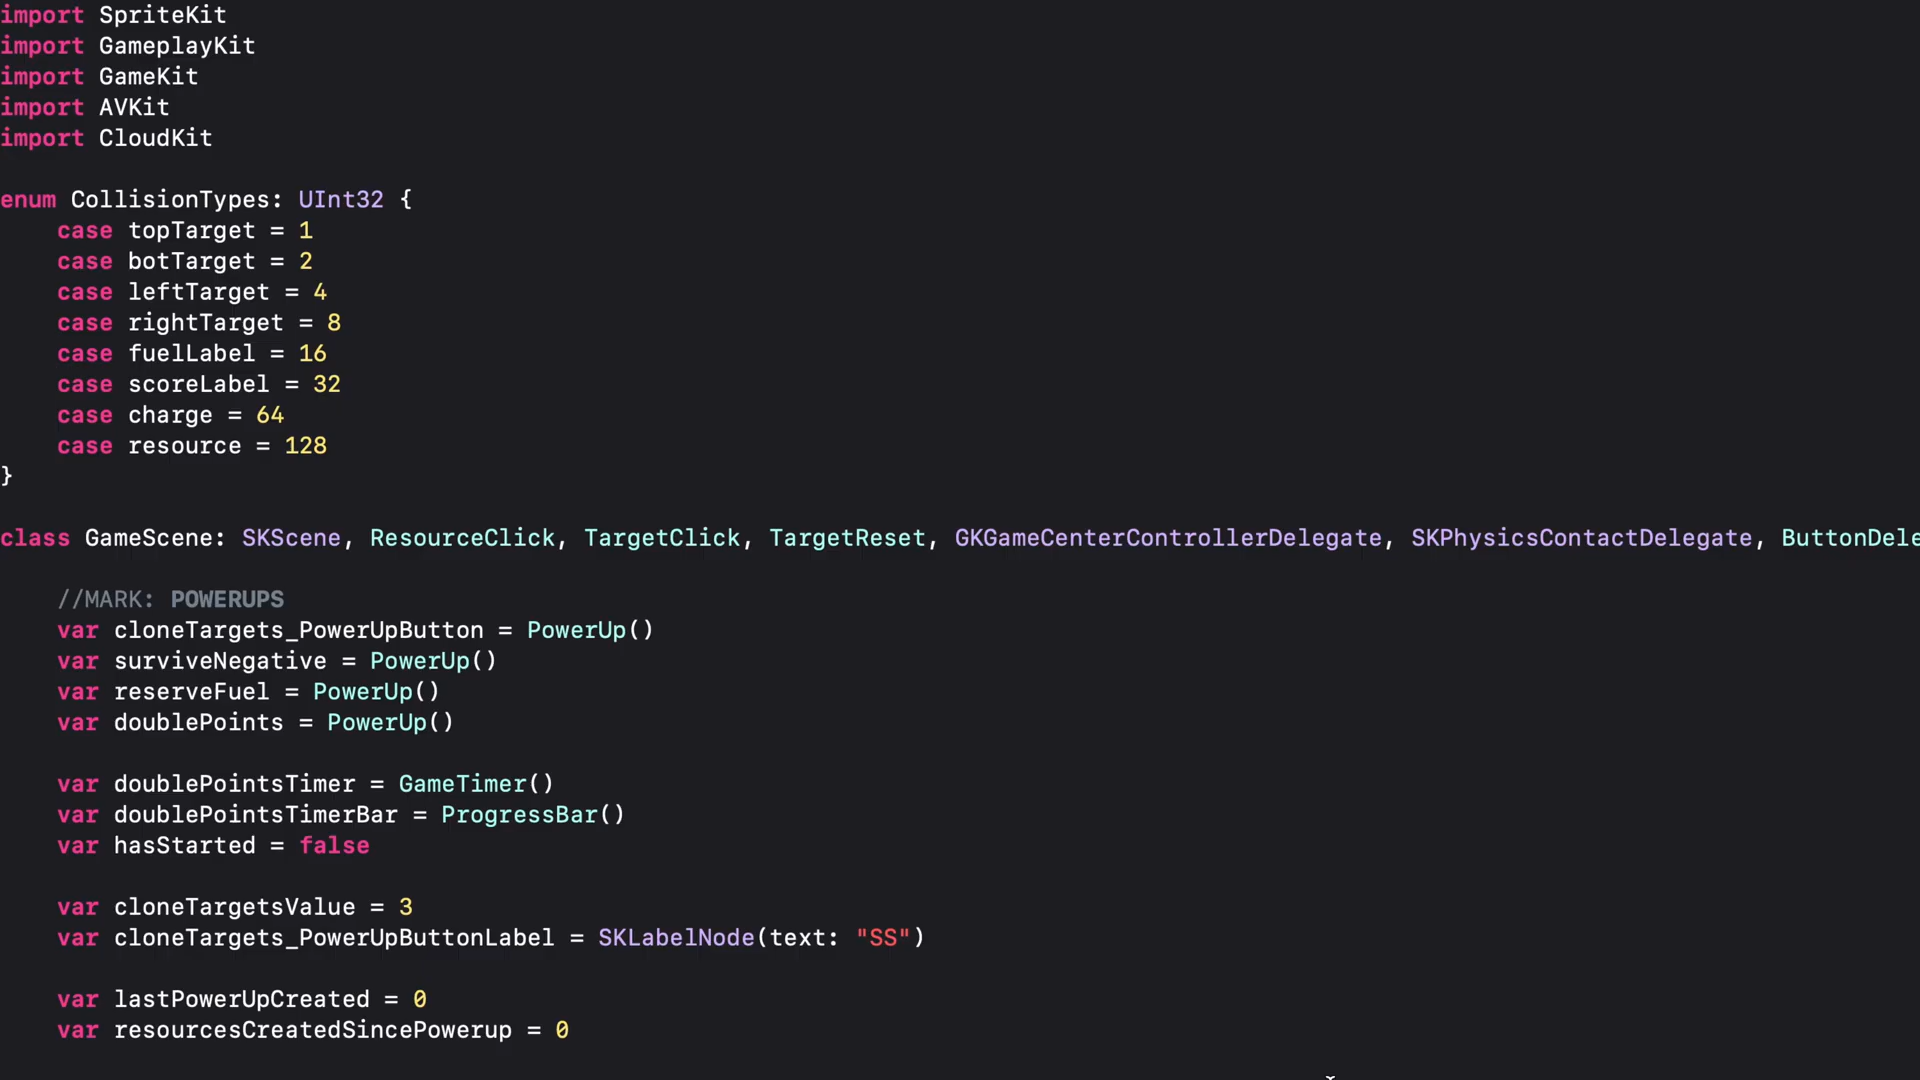 import SpriteKit
import GameplayKit
import GameKit
import AVKit
import CloudKit
enum CollisionTypes: UInt32 {
    case topTarget = 1
    case botTarget = 2
    case leftTarget = 4
    case rightTarget = 8
    case fuelLabel = 16
    case scoreLabel = 32
    case charge = 64
    case resource = 128
}
class GameScene: SKScene, ResourceClick, TargetClick, TargetReset, GKGameCenterControllerDelegate, SKPhysicsContactDelegate, ButtonDele
    //MARK: POWERUPS
    var cloneTargets_PowerUpButton = PowerUp()
    var surviveNegative = PowerUp()
    var reserveFuel = PowerUp()
    var doublePoints = PowerUp()
    var doublePointsTimer = GameTimer()
    var doublePointsTimerBar = ProgressBar()
    var hasStarted = false
    var cloneTargetsValue = 3
    var cloneTargets_PowerUpButtonLabel = SKLabelNode(text: "SS")
    var lastPowerUpCreated = 0
    var resourcesCreatedSincePowerup = 0